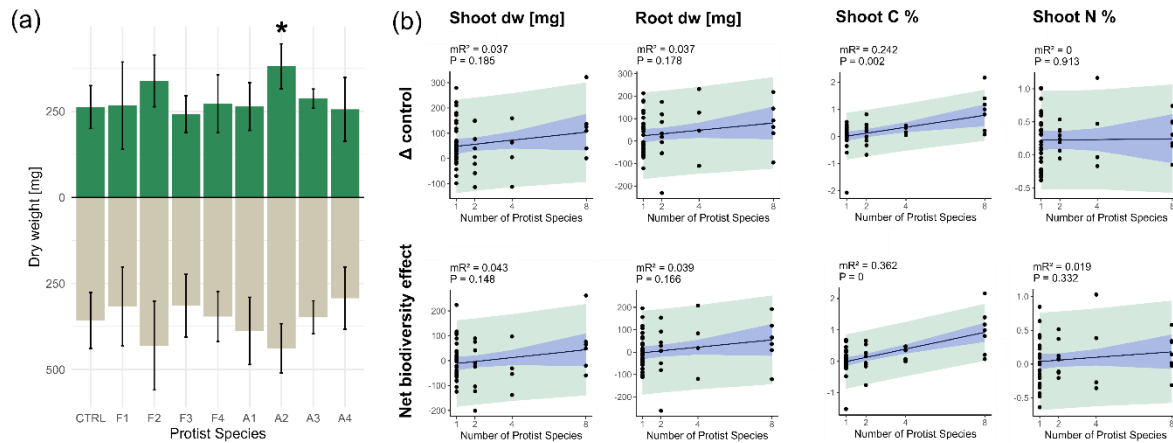 (a)
*
Dry weight [mg]
250
0
250
500
CTRL F1 F2 F3 F4 A1 A2 A3 A4
Protist Species
(b)
Shoot dw [mg] Root dw [mg] Shoot C % Shoot N %
Δ control
mR² = 0.037
P = 0.185
300
200
100
0
-100
1 2 4 8
Number of Protist Species
mR² = 0.037
P = 0.178
300
200
100
0
-100
-200
1 2 4 8
Number of Protist Species
mR² = 0.242
P = 0.002
2
1
0
-1
-2
1 2 4 8
Number of Protist Species
mR² = 0
P = 0.913
1.0
0.5
0.0
-0.5
1 2 4 8
Number of Protist Species
Net biodiversity effect
mR² = 0.043
P = 0.148
200
100
0
-100
-200
1 2 4 8
Number of Protist Species
mR² = 0.039
P = 0.166
200
100
0
-100
-200
1 2 4 8
Number of Protist Species
mR² = 0.362
P = 0
2
1
0
-1
1 2 4 8
Number of Protist Species
mR² = 0.019
P = 0.332
1.0
0.5
0.0
-0.5
1 2 4 8
Number of Protist Species